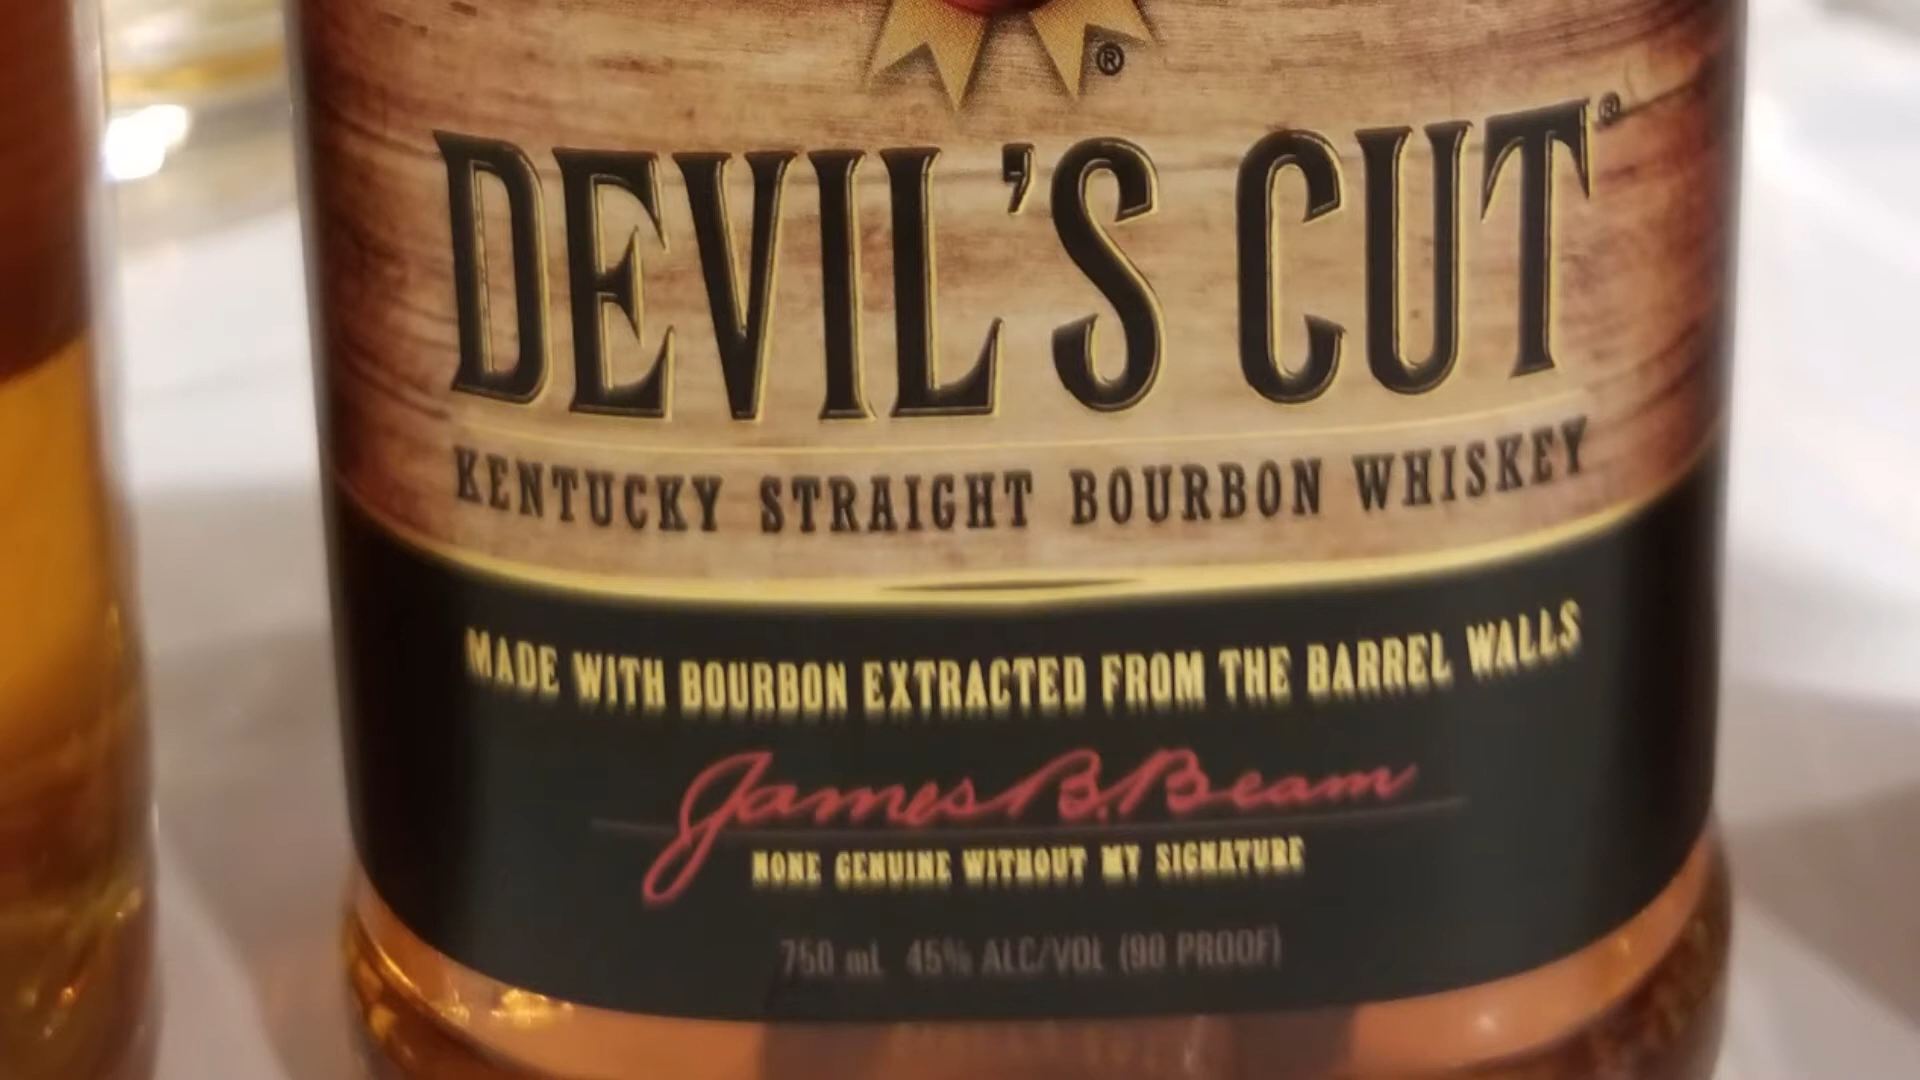 ®
DEVIL'S CUT®
KENTUCKY STRAIGHT BOURBON WHISKEY
MADE WITH BOURBON EXTRACTED FROM THE BARREL WALLS
James B. Beam
NONE GENUINE WITHOUT MY SIGNATURE
750 mL 45% ALC/VOL (90 PROOF)